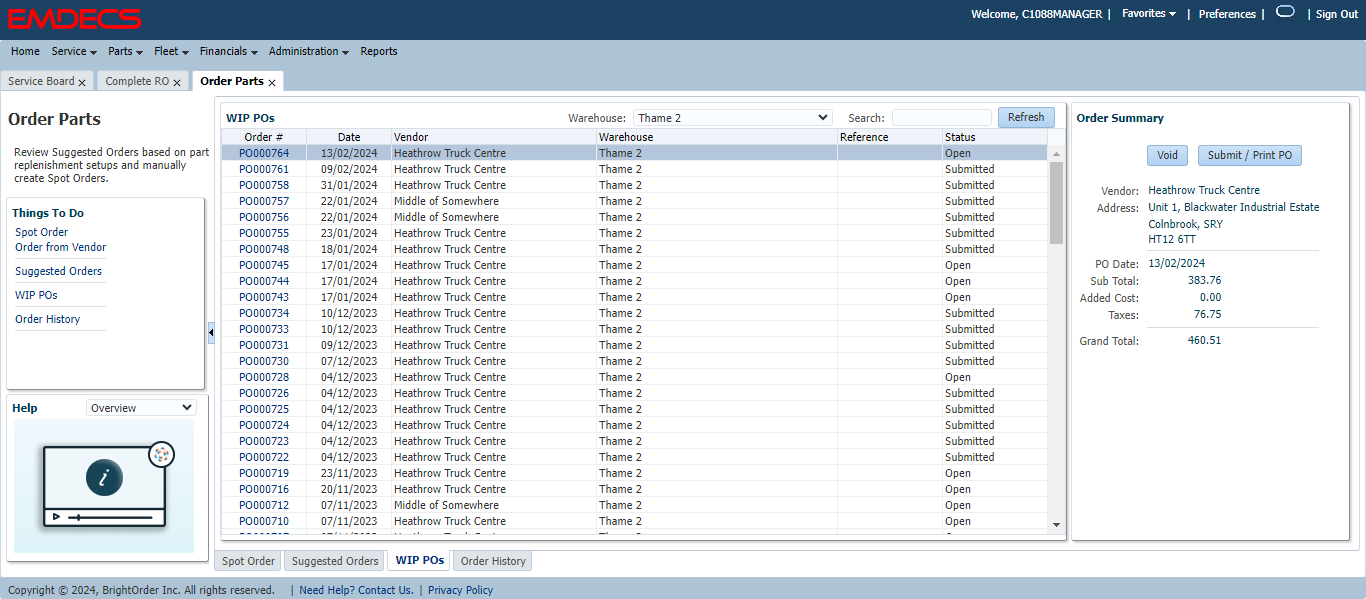 EMDECS
Welcome, C1088MANAGER | Favorites | Preferences | | Sign Out
Home Service Parts Fleet Financials Administration Reports
Service Board x Complete RO x Order Parts x
Order Parts
Review Suggested Orders based on part
replenishment setups and manually
create Spot Orders.
Things To Do
Spot Order
Order from Vendor
Suggested Orders
WIP POs
Order History
Help Overview
i
WIP POs Warehouse: Thame 2 Search: Refresh
Order # Date Vendor Warehouse Reference Status
PO000764 13/02/2024 Heathrow Truck Centre Thame 2 Open
PO000761 09/02/2024 Heathrow Truck Centre Thame 2 Submitted
PO000758 31/01/2024 Heathrow Truck Centre Thame 2 Submitted
PO000757 22/01/2024 Middle of Somewhere Thame 2 Submitted
PO000756 22/01/2024 Middle of Somewhere Thame 2 Submitted
PO000755 23/01/2024 Heathrow Truck Centre Thame 2 Submitted
PO000748 18/01/2024 Heathrow Truck Centre Thame 2 Submitted
PO000745 17/01/2024 Heathrow Truck Centre Thame 2 Open
PO000744 17/01/2024 Heathrow Truck Centre Thame 2 Open
PO000743 17/01/2024 Heathrow Truck Centre Thame 2 Open
PO000734 10/12/2023 Heathrow Truck Centre Thame 2 Submitted
PO000733 10/12/2023 Heathrow Truck Centre Thame 2 Submitted
PO000731 09/12/2023 Heathrow Truck Centre Thame 2 Submitted
PO000730 07/12/2023 Heathrow Truck Centre Thame 2 Submitted
PO000728 04/12/2023 Heathrow Truck Centre Thame 2 Open
PO000726 04/12/2023 Heathrow Truck Centre Thame 2 Submitted
PO000725 04/12/2023 Heathrow Truck Centre Thame 2 Submitted
PO000724 04/12/2023 Heathrow Truck Centre Thame 2 Submitted
PO000723 04/12/2023 Heathrow Truck Centre Thame 2 Submitted
PO000722 04/12/2023 Heathrow Truck Centre Thame 2 Submitted
PO000719 23/11/2023 Heathrow Truck Centre Thame 2 Open
PO000716 20/11/2023 Heathrow Truck Centre Thame 2 Open
PO000712 07/11/2023 Middle of Somewhere Thame 2 Open
PO000710 07/11/2023 Heathrow Truck Centre Thame 2 Open
Spot Order Suggested Orders WIP POs Order History
Order Summary
Void Submit / Print PO
Vendor: Heathrow Truck Centre
Address: Unit 1, Blackwater Industrial Estate
Colnbrook, SRY
HT12 6TT
PO Date: 13/02/2024
Sub Total: 383.76
Added Cost: 0.00
Taxes: 76.75
Grand Total: 460.51
Copyright © 2024, BrightOrder Inc. All rights reserved. | Need Help? Contact Us. | Privacy Policy